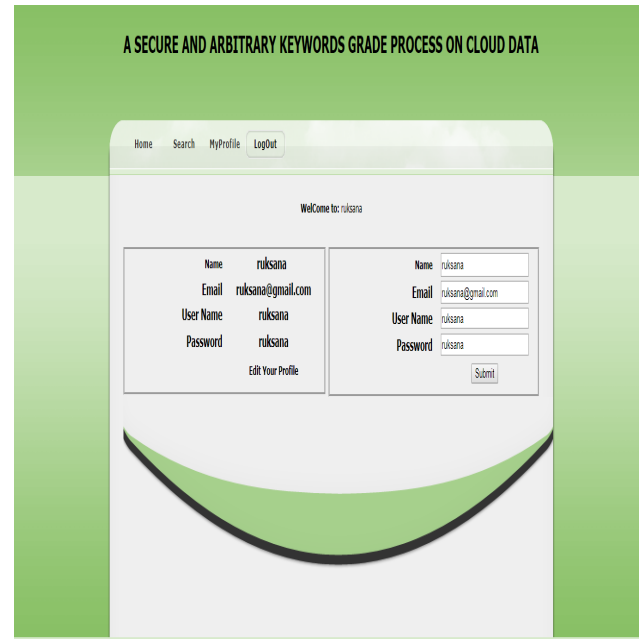 A SECURE AND ARBITRARY KEYWORDS GRADE PROCESS ON CLOUD DATA
Home Search MyProfile LogOut
WelCome to: ruksana
Name ruksana
Email ruksana@gmail.com
User Name ruksana
Password ruksana
Edit Your Profile
Name ruksana
Email ruksana@gmail.com
User Name ruksana
Password ruksana
Submit